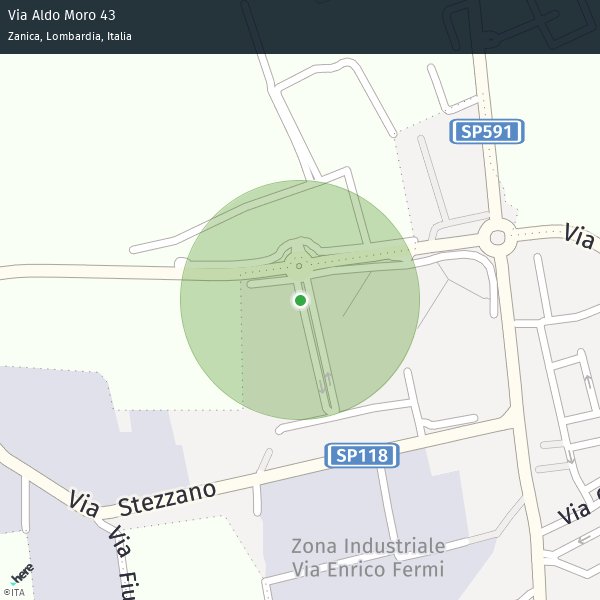 Via Aldo Moro 43
Zanica, Lombardia, Italia
SP591
Via
SP118
Via Stezzano
Via Fiu
Via
Zona Industriale
Via Enrico Fermi
here
©ITA